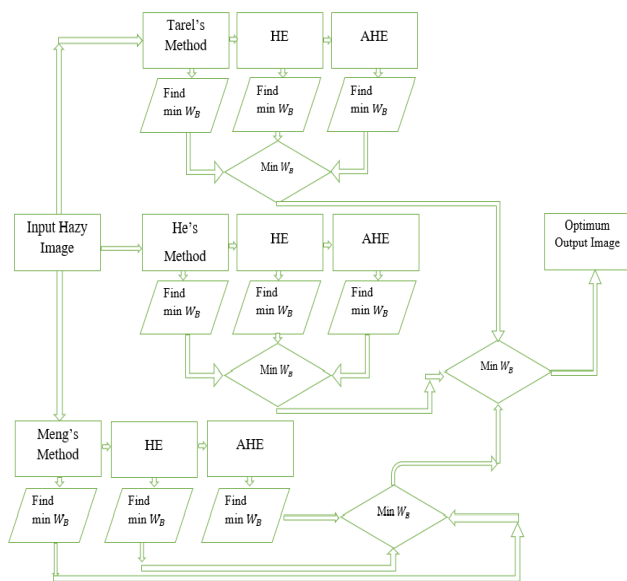 Tarel's
Method
HE
AHE
Find
min W_B
Find
min W_B
Find
min W_B
Min W_B
Input Hazy
Image
He's
Method
HE
AHE
Optimum
Output Image
Find
min W_B
Find
min W_B
Find
min W_B
Min W_B
Min W_B
Meng's
Method
HE
AHE
Find
min W_B
Find
min W_B
Find
min W_B
Min W_B